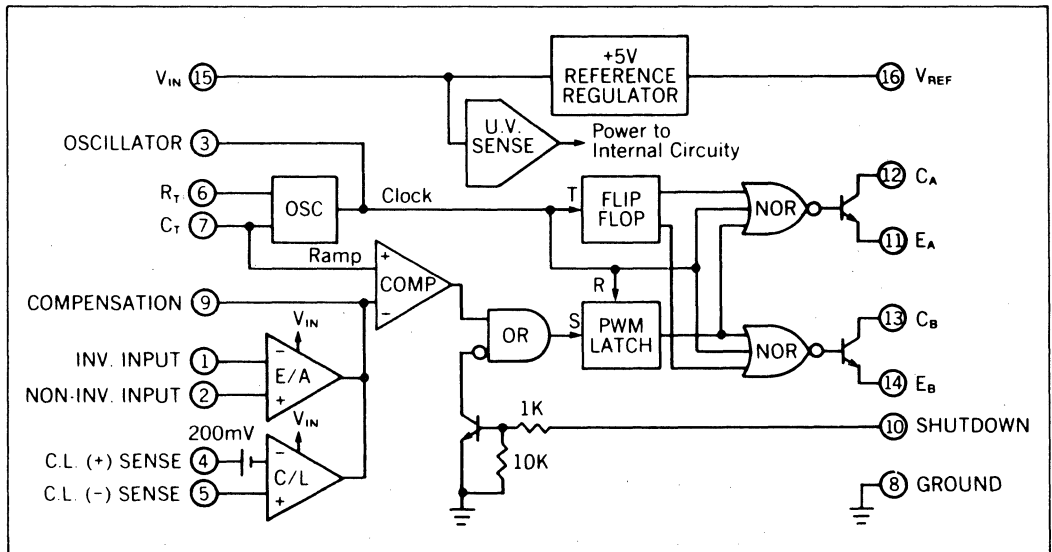 +5V
REFERENCE
REGULATOR
V_IN 15
16 V_REF
U.V.
SENSE
Power to
Internal Circuity
OSCILLATOR 3
12 C_A
R_T 6
OSC
Clock
T
FLIP
FLOP
NOR
C_T 7
11 E_A
Ramp
+
COMP
-
R
COMPENSATION 9
13 C_B
V_IN
OR
S
PWM
LATCH
NOR
INV. INPUT 1
-
E/A
+
NON-INV. INPUT 2
14 E_B
V_IN
1K
10 SHUTDOWN
200mV
10K
C.L. (+) SENSE 4
-
C/L
+
C.L. (-) SENSE 5
8 GROUND